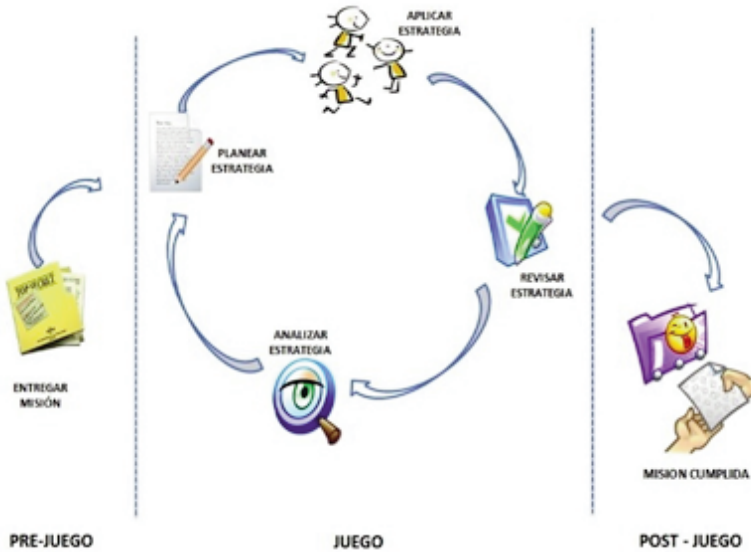 APLICAR
ESTRATEGIA
PLANEAR
ESTRATEGIA
REVISAR
ESTRATEGIA
ANALIZAR
ESTRATEGIA
ENTREGAR
MISIÓN
MISION CUMPLIDA
PRE-JUEGO
JUEGO
POST - JUEGO